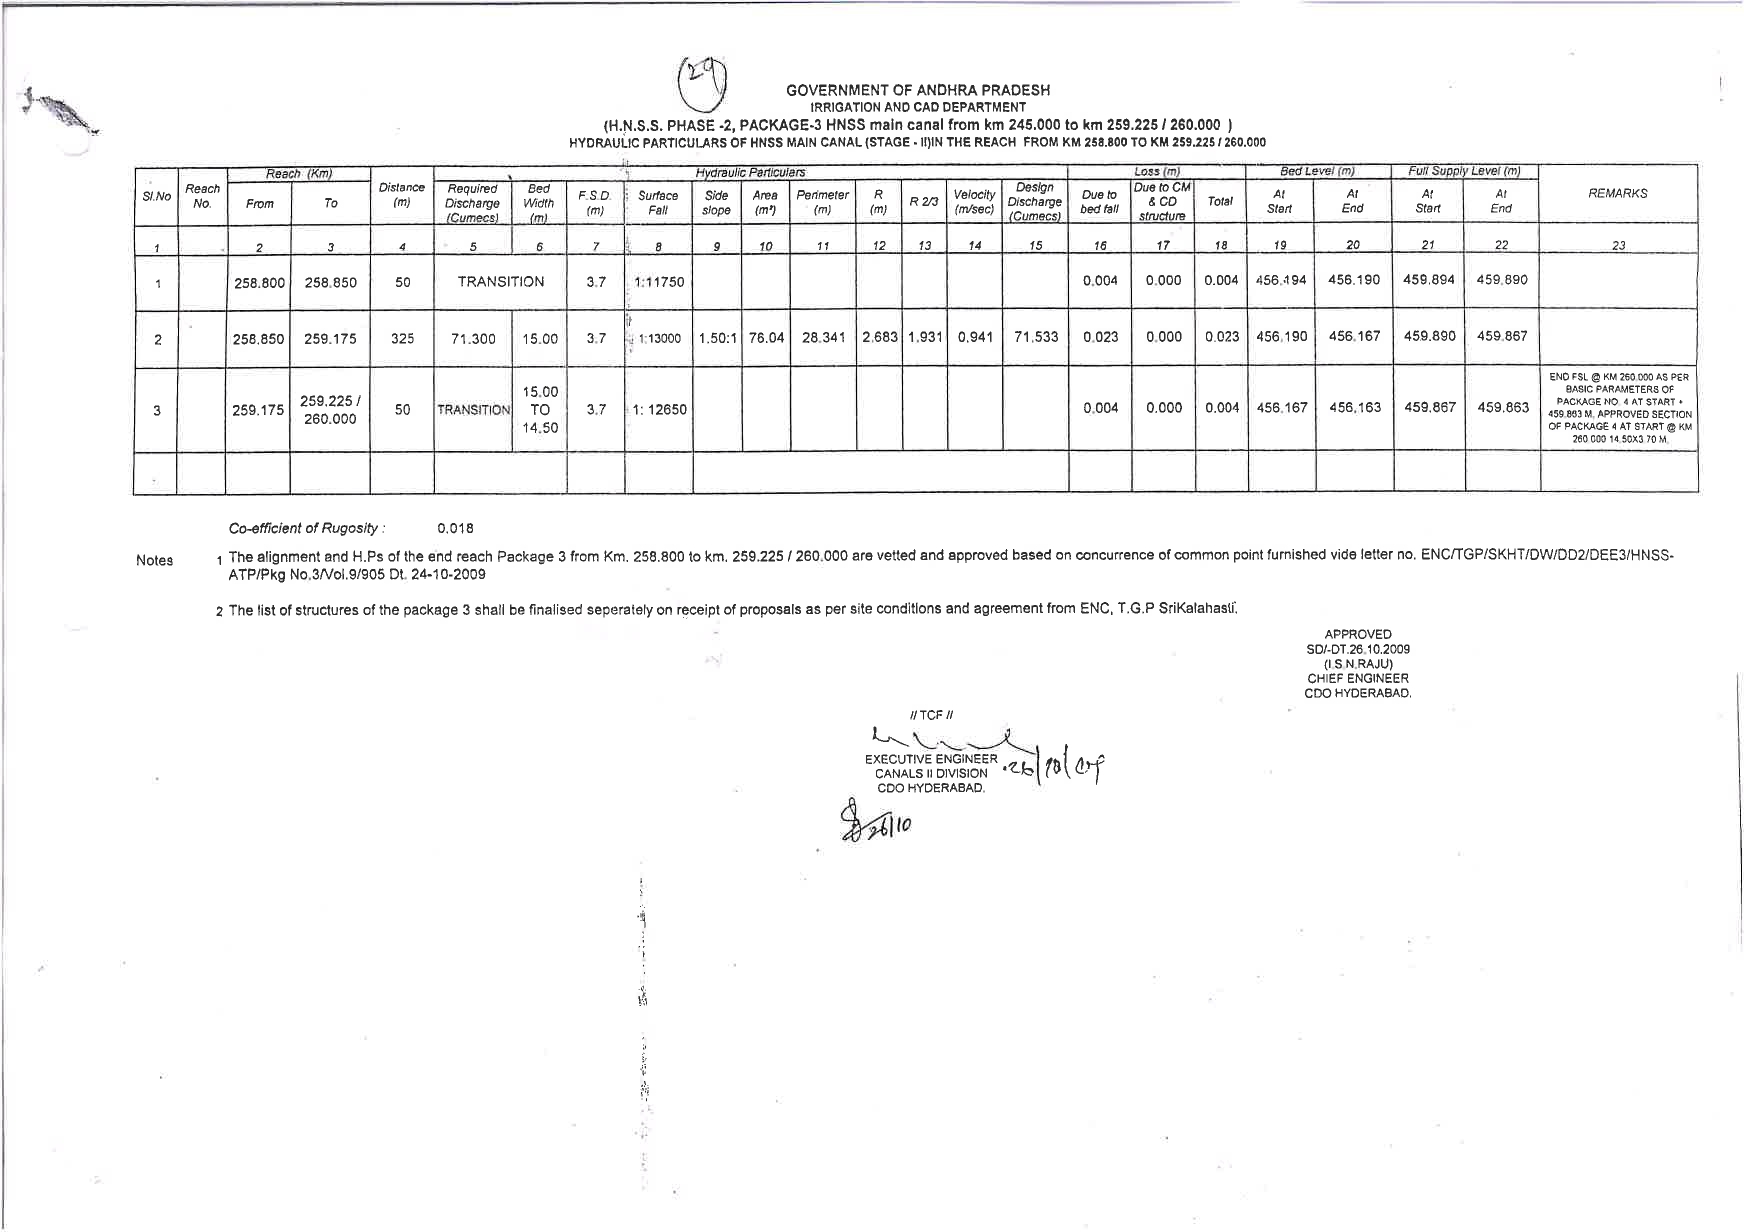 29
GOVERNMENT OF ANDHRA PRADESH
IRRIGATION AND CAD DEPARTMENT
(H.N.S.S. PHASE -2, PACKAGE-3 HNSS main canal from km 245.000 to km 259.225 / 260.000 )
HYDRAULIC PARTICULARS OF HNSS MAIN CANAL (STAGE - II)IN THE REACH FROM KM 258.800 TO KM 259.225 / 260.000
Sl.No Reach No. Reach (Km) Distance (m) Hydraulic Particulars Loss (m) Bed Level (m) Full Supply Level (m) REMARKS
From To Required Discharge (Cumecs) Bed Width (m) F.S.D. (m) Surface Fall Side slope Area (m²) Perimeter (m) R (m) R 2/3 Velocity (m/sec) Design Discharge (Cumecs) Due to bed fall Due to CM & CD structure Total At Start At End At Start At End
1 2 3 4 5 6 7 8 9 10 11 12 13 14 15 16 17 18 19 20 21 22 23
1 258.800 258.850 50 TRANSITION 3.7 1:11750 0.004 0.000 0.004 456.194 456.190 459.894 459.890
2 258.850 259.175 325 71.300 15.00 3.7 1:13000 1.50:1 76.04 28.341 2.683 1.931 0.941 71.533 0.023 0.000 0.023 456.190 456.167 459.890 459.867
3 259.175 259.225 / 260.000 50 TRANSITION 15.00 TO 14.50 3.7 1: 12650 0.004 0.000 0.004 456.167 456.163 459.867 459.863
END FSL @ KM 260.000 AS PER
BASIC PARAMETERS OF
PACKAGE NO. 4 AT START +
459.863 M. APPROVED SECTION
OF PACKAGE 4 AT START @ KM
260.000 14.50X3.70 M.
Co-efficient of Rugosity : 0.018
Notes 1 The alignment and H.Ps of the end reach Package 3 from Km. 258.800 to km. 259.225 / 260.000 are vetted and approved based on concurrence of common point furnished vide letter no. ENC/TGP/SKHT/DW/DD2/DEE3/HNSS-
ATP/Pkg No.3/Vol.9/905 Dt. 24-10-2009
2 The list of structures of the package 3 shall be finalised seperately on receipt of proposals as per site conditions and agreement from ENC, T.G.P SriKalahasti.
APPROVED
SD/-DT.26.10.2009
(I.S.N.RAJU)
CHIEF ENGINEER
CDO HYDERABAD.
// TCF //
EXECUTIVE ENGINEER
CANALS II DIVISION
CDO HYDERABAD.
26/10/09
26/10